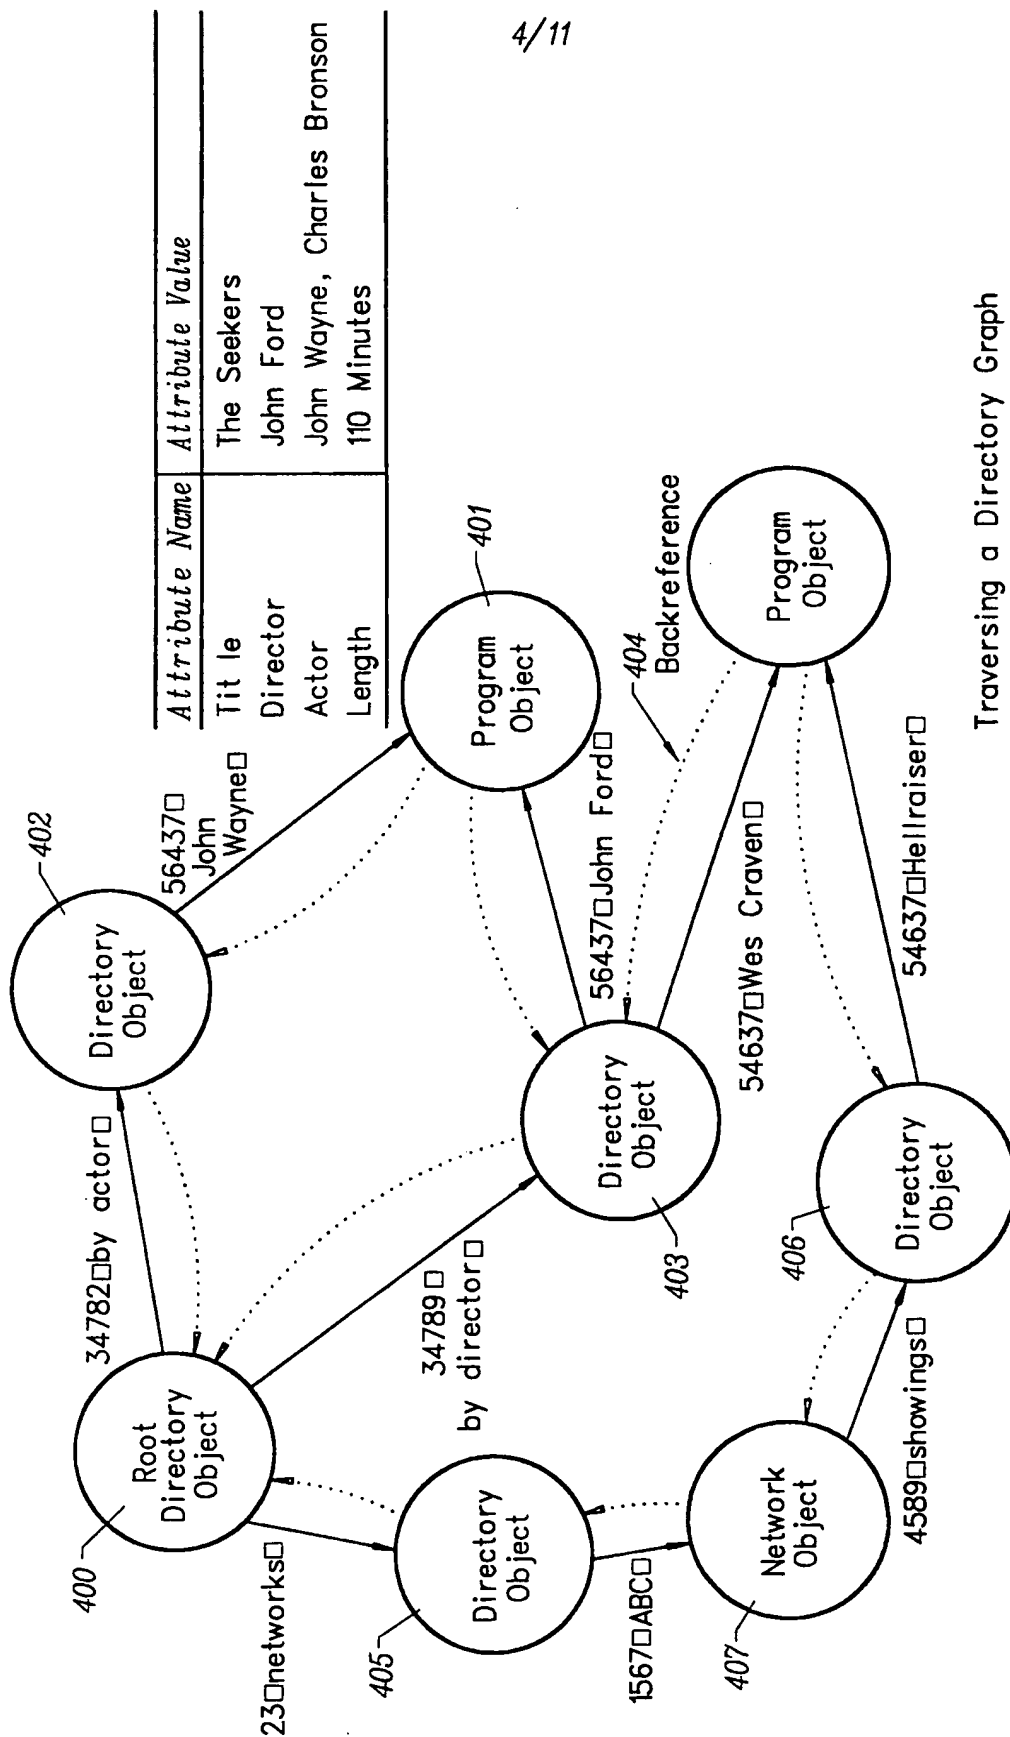 4/11
Attribute Name Attribute Value
Tit le The Seekers
Director John Ford
Actor John Wayne, Charles Bronson
Length 110 Minutes
402
Directory
Object
56437□
John
Wayne□
401
Program
Object
34782□by actor□
400
Root
Directory
Object
56437□John Ford□
404
Backreference
Program
Object
34789□
by director□
Directory
Object
403
54637□Wes Craven□
23□networks□
405
Directory
Object
54637□Hellraiser□
406
Directory
Object
1567□ABC□
407
Network
Object
4589□showings□
Traversing a Directory Graph